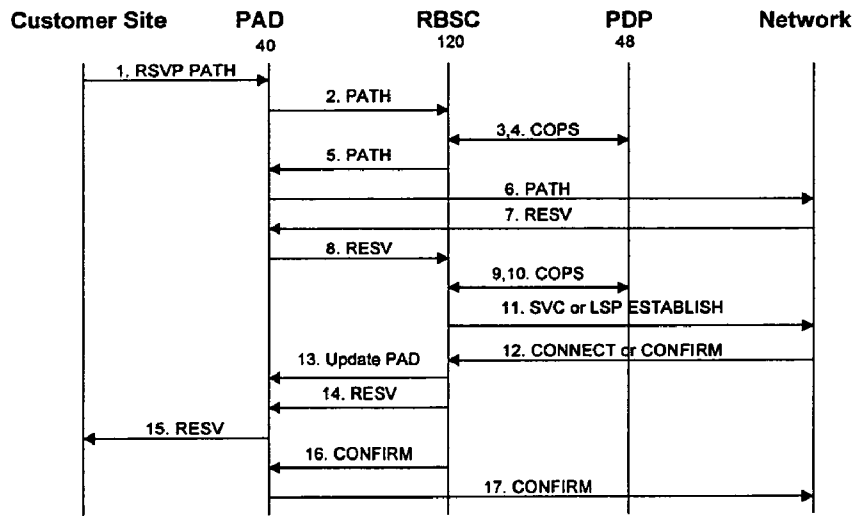 Customer Site PAD RBSC PDP Network
40 120 48
1. RSVP PATH
2. PATH
3,4. COPS
5. PATH
6. PATH
7. RESV
8. RESV
9,10. COPS
11. SVC or LSP ESTABLISH
12. CONNECT or CONFIRM
13. Update PAD
14. RESV
15. RESV
16. CONFIRM
17. CONFIRM